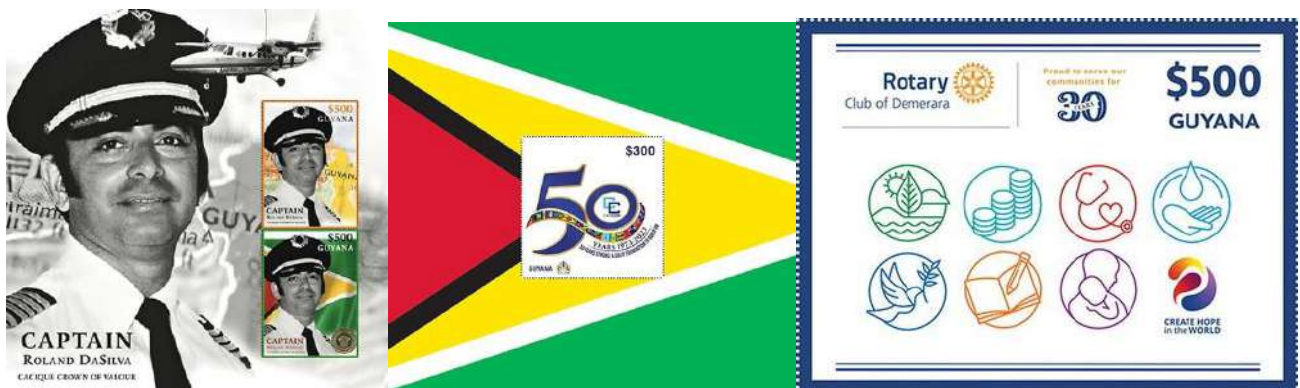 $500
GUYANA
CAPTAIN
ROLAND DASILVA
$500
GUYANA
CAPTAIN
ROLAND DASILVA
GUYA
CAPTAIN
ROLAND DASILVA
CACIQUE CROWN OF VALOUR
$300
50
YEARS 1973-2023
GUYANA
Rotary
Club of Demerara
Proud to serve our
communities for
30
YEARS
$500
GUYANA
CREATE HOPE
in the WORLD